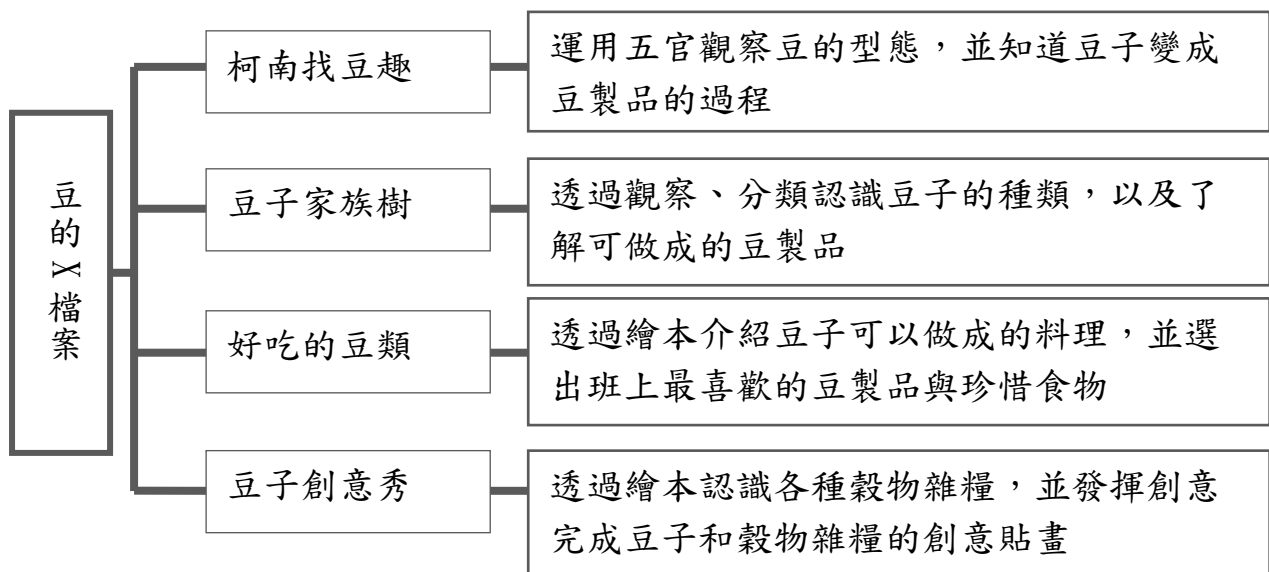 豆的X檔案
柯南找豆趣
運用五官觀察豆的型態,並知道豆子變成
豆製品的過程
豆子家族樹
透過觀察、分類認識豆子的種類,以及了
解可做成的豆製品
好吃的豆類
透過繪本介紹豆子可以做成的料理,並選
出班上最喜歡的豆製品與珍惜食物
豆子創意秀
透過繪本認識各種穀物雜糧,並發揮創意
完成豆子和穀物雜糧的創意貼畫